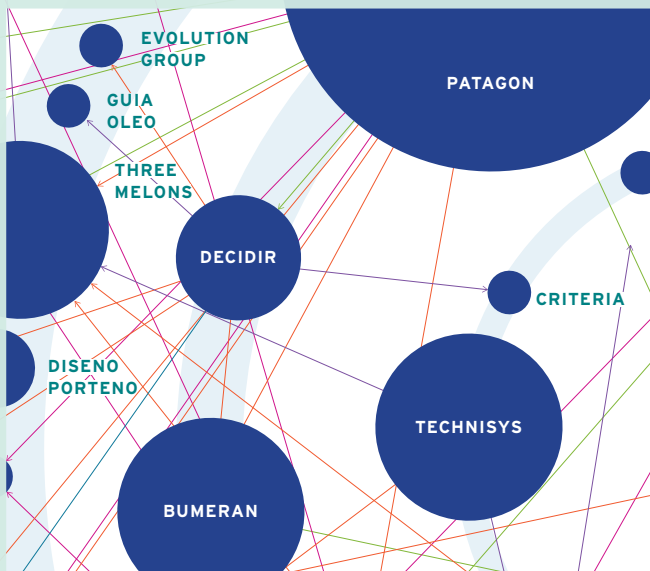 EVOLUTION
GROUP
PATAGON
GUIA
OLEO
THREE
MELONS
DECIDIR
CRITERIA
DISENO
PORTENO
TECHNISYS
BUMERAN